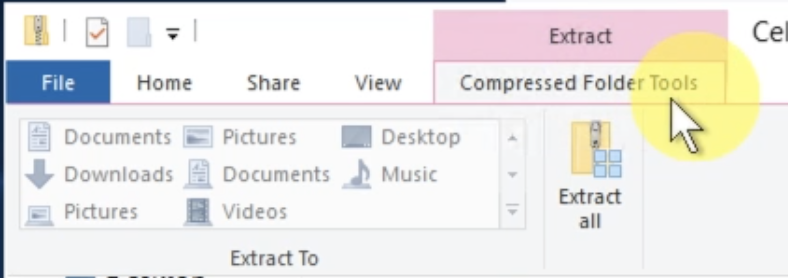 Extract
Cel
File Home Share View Compressed Folder Tools
Documents Pictures Desktop
Downloads Documents Music
Pictures Videos
Extract all
Extract To